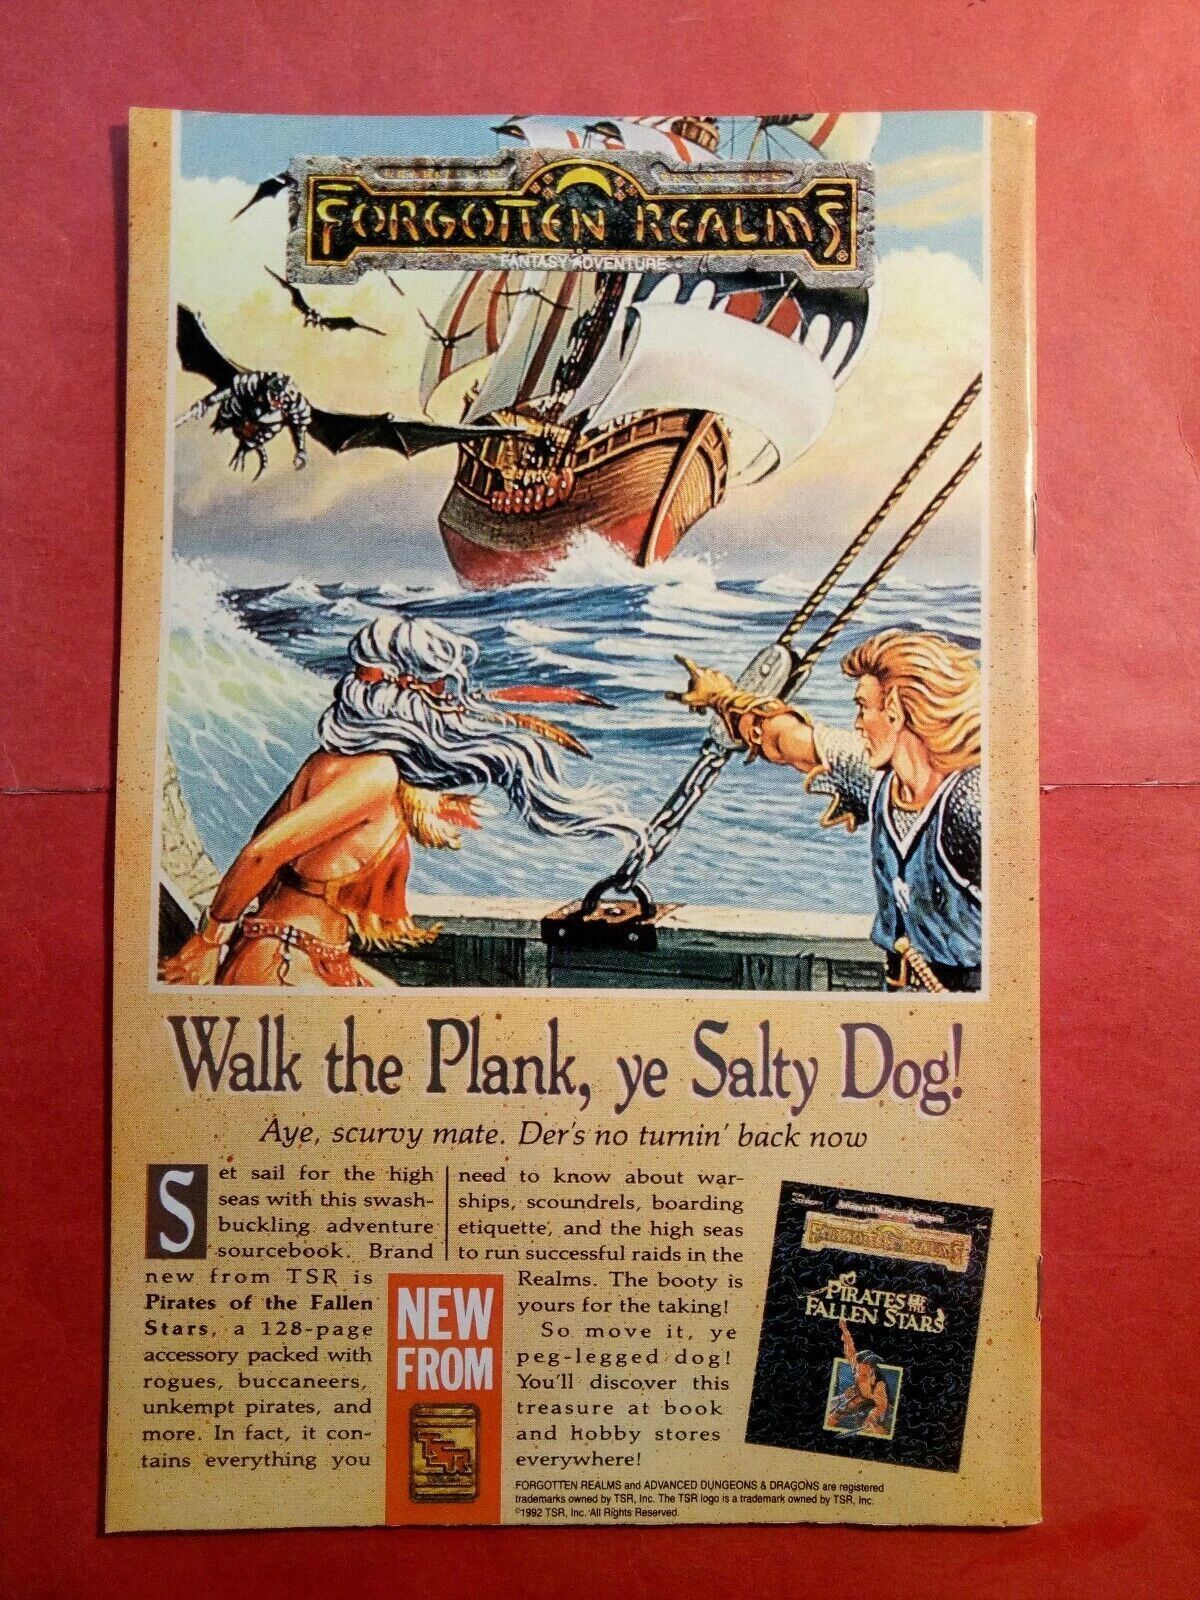 FORGOTTEN REALMS®
FANTASY ADVENTURE
Walk the Plank, ye Salty Dog!
Aye, scurvy mate. Der's no turnin' back now
Set sail for the high
seas with this swash-
buckling adventure
sourcebook. Brand
new from TSR is
Pirates of the Fallen
Stars, a 128-page
accessory packed with
rogues, buccaneers,
unkempt pirates, and
more. In fact, it con-
tains everything you
need to know about war-
ships, scoundrels, boarding
etiquette, and the high seas
to run successful raids in the
Realms. The booty is
yours for the taking!
So move it, ye
peg-legged dog!
You'll discover this
treasure at book
and hobby stores
everywhere!
NEW
FROM
TSR
Advanced Dungeons & Dragons
FORGOTTEN REALMS
PIRATES OF THE
FALLEN STARS
FORGOTTEN REALMS and ADVANCED DUNGEONS & DRAGONS are registered
trademarks owned by TSR, Inc. The TSR logo is a trademark owned by TSR, Inc.
©1992 TSR, Inc. All Rights Reserved.